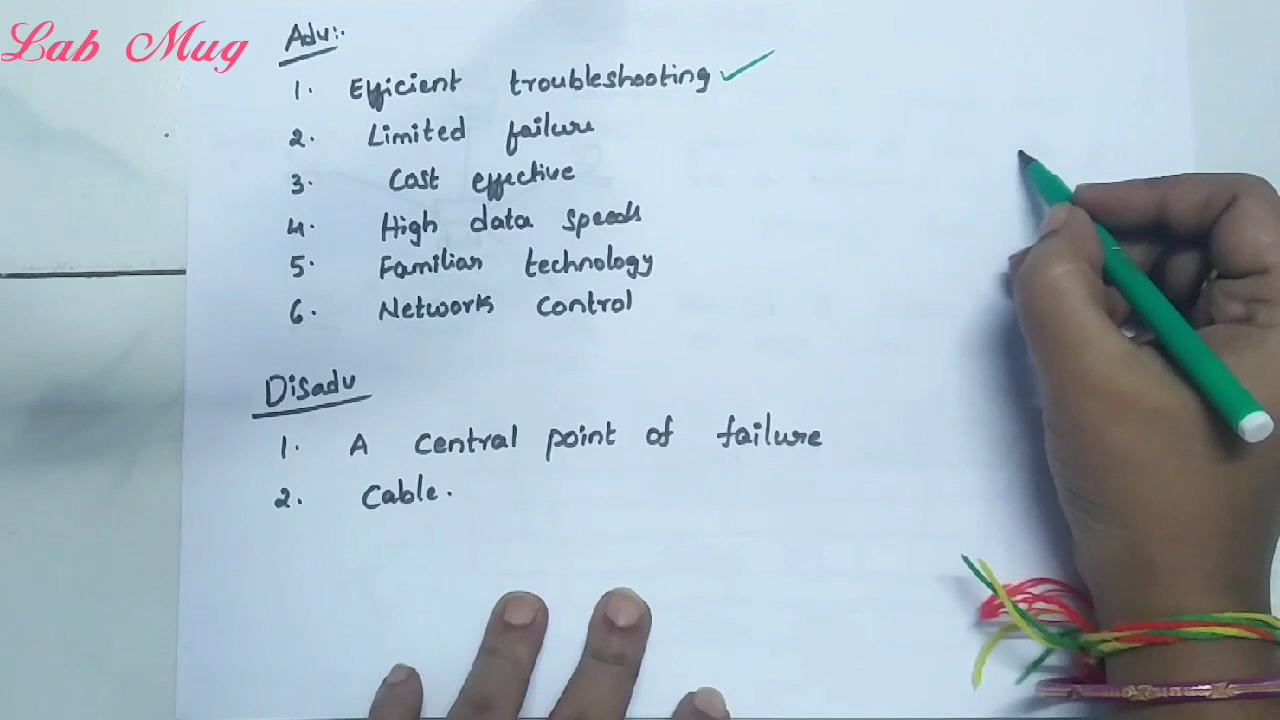 Lab Mug
Adv:-
1. Efficient troubleshooting
2. Limited failure
3. Cost effective
4. High data speeds
5. Familiar technology
6. Network control
Disadv
1. A central point of failure
2. Cable.